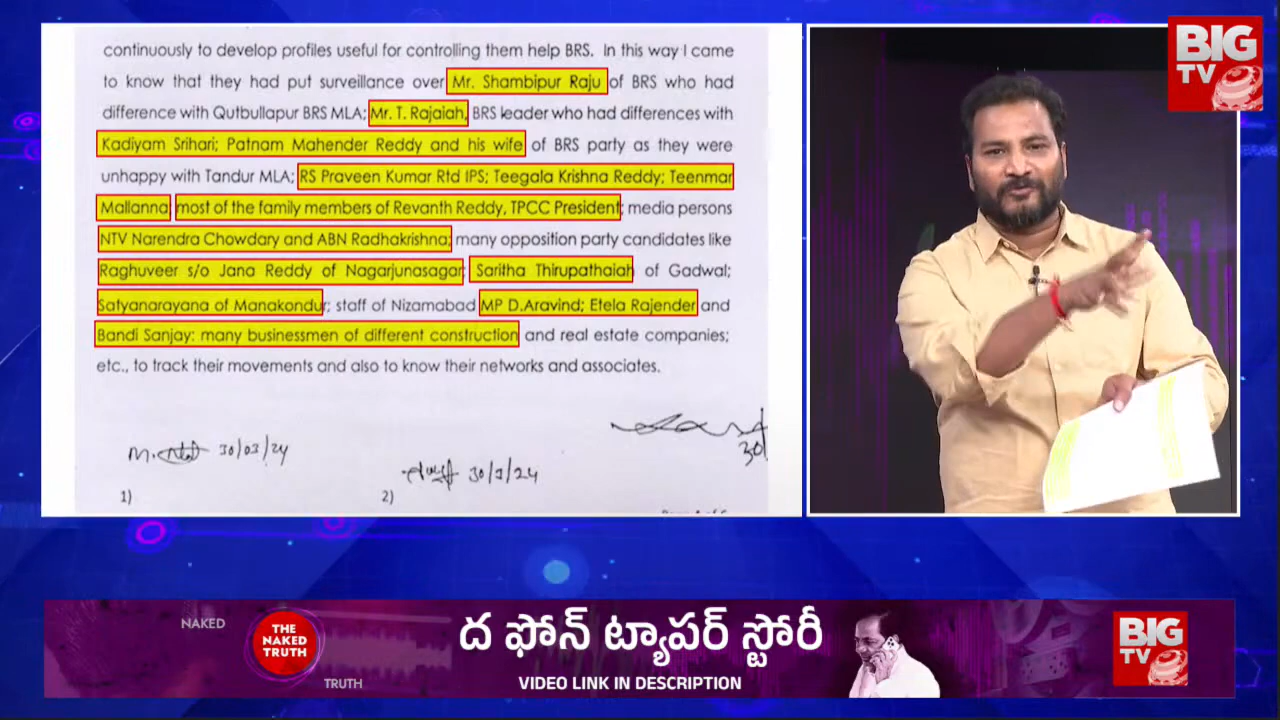 continuously to develop profiles useful for controlling them help BRS. In this way I came
to know that they had put surveillance over Mr. Shambipur Raju of BRS who had
difference with Qutbullapur BRS MLA; Mr. T. Rajaiah, BRS leader who had differences with
Kadiyam Srihari; Patnam Mahender Reddy and his wife of BRS party as they were
unhappy with Tandur MLA; RS Praveen Kumar Rtd IPS; Teegala Krishna Reddy; Teenmar
Mallanna most of the family members of Revanth Reddy, TPCC President; media persons
NTV Narendra Chowdary and ABN Radhakrishna; many opposition party candidates like
Raghuveer s/o Jana Reddy of Nagarjunasagar; Saritha Thirupathaiah of Gadwal;
Satyanarayana of Manakondur; staff of Nizamabad MP D.Aravind; Etela Rajender and
Bandi Sanjay: many businessmen of different construction and real estate companies;
etc., to track their movements and also to know their networks and associates.
30/03/24
30/3/24
30/
1)
2)
BIG
TV
NAKED
THE
NAKED
TRUTH
TRUTH
ద ఫోన్ ట్యాపర్ స్టోరీ
VIDEO LINK IN DESCRIPTION
BIG
TV